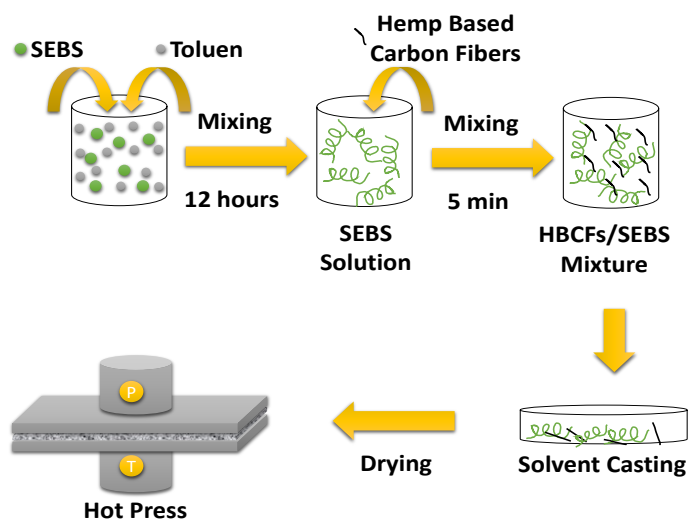 SEBS
Toluen
Hemp Based
Carbon Fibers
Mixing
12 hours
Mixing
5 min
SEBS
Solution
HBCFs/SEBS
Mixture
P
T
Drying
Solvent Casting
Hot Press